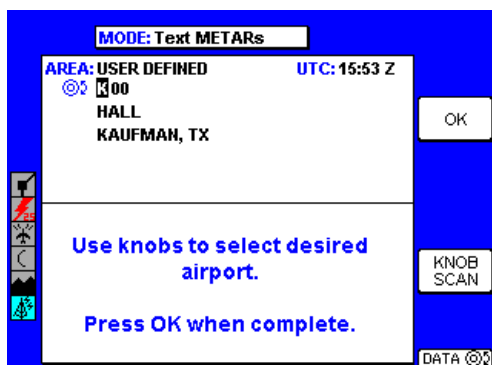 MODE: Text METARs
AREA: USER DEFINED UTC: 15:53 Z
K00
HALL
KAUFMAN, TX
OK
25
Use knobs to select desired
airport.
KNOB
SCAN
Press OK when complete.
DATA